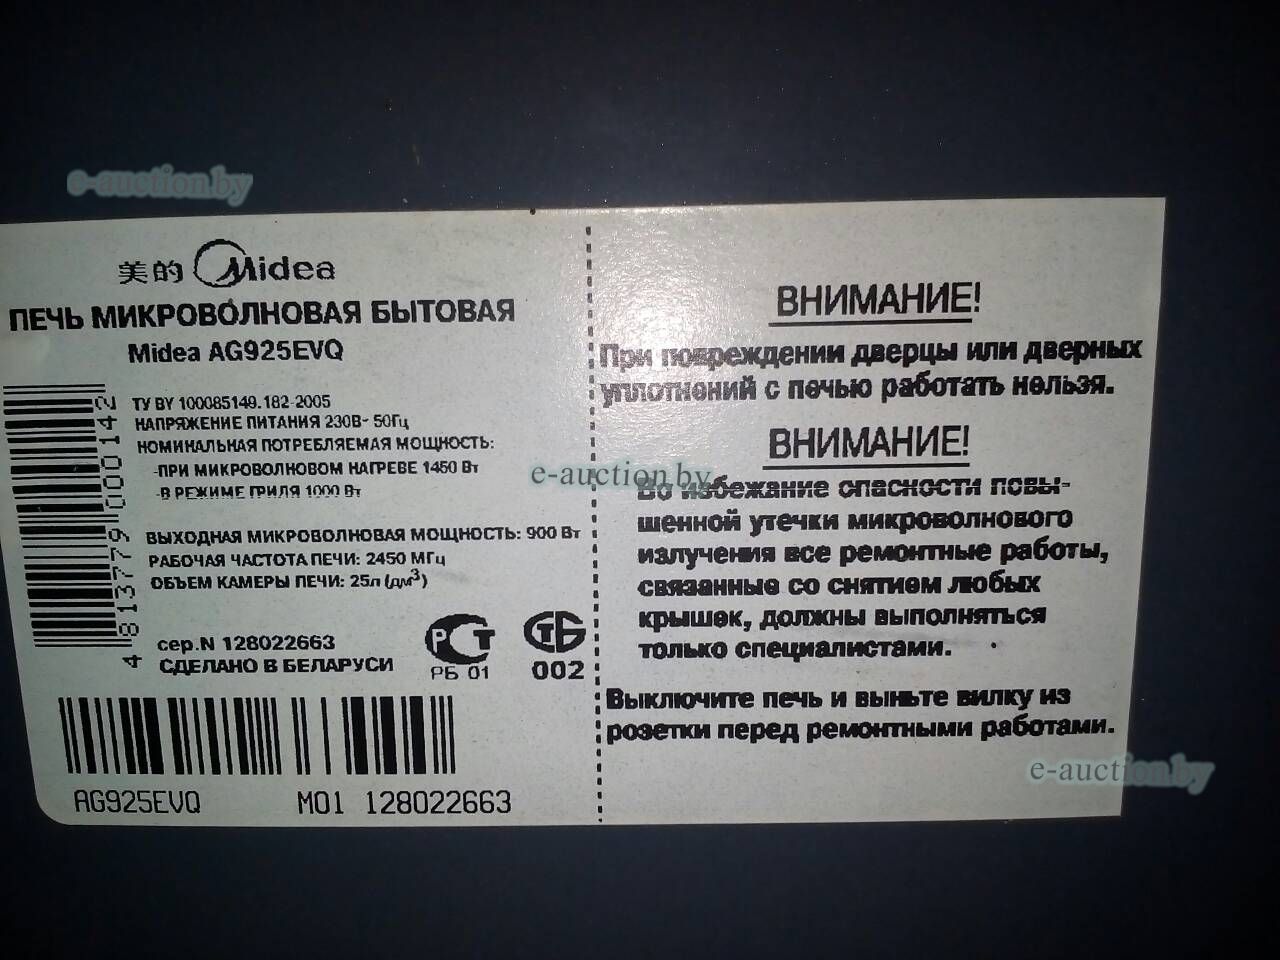 e-auction.by
美的 Midea
ПЕЧЬ МИКРОВОЛНОВАЯ БЫТОВАЯ
Midea AG925EVQ
ТУ BY 100085149.182-2005
НАПРЯЖЕНИЕ ПИТАНИЯ 230В~ 50Гц
НОМИНАЛЬНАЯ ПОТРЕБЛЯЕМАЯ МОЩНОСТЬ:
-ПРИ МИКРОВОЛНОВОМ НАГРЕВЕ 1450 Вт
-В РЕЖИМЕ ГРИЛЯ 1000 Вт
ВЫХОДНАЯ МИКРОВОЛНОВАЯ МОЩНОСТЬ: 900 Вт
РАБОЧАЯ ЧАСТОТА ПЕЧИ: 2450 МГц
ОБЪЕМ КАМЕРЫ ПЕЧИ: 25л (дм³)
4 813779 000142
сер.N 128022663
СДЕЛАНО В БЕЛАРУСИ
РСТ
РБ 01
СТБ
002
AG925EVQ M01 128022663
ВНИМАНИЕ!
При повреждении дверцы или дверных
уплотнений с печью работать нельзя.
ВНИМАНИЕ!
e-auction.by
Во избежание опасности повы-
шенной утечки микроволнового
излучения все ремонтные работы,
связанные со снятием любых
крышек, должны выполняться
только специалистами.
Выключите печь и выньте вилку из
розетки перед ремонтными работами.
e-auction.by